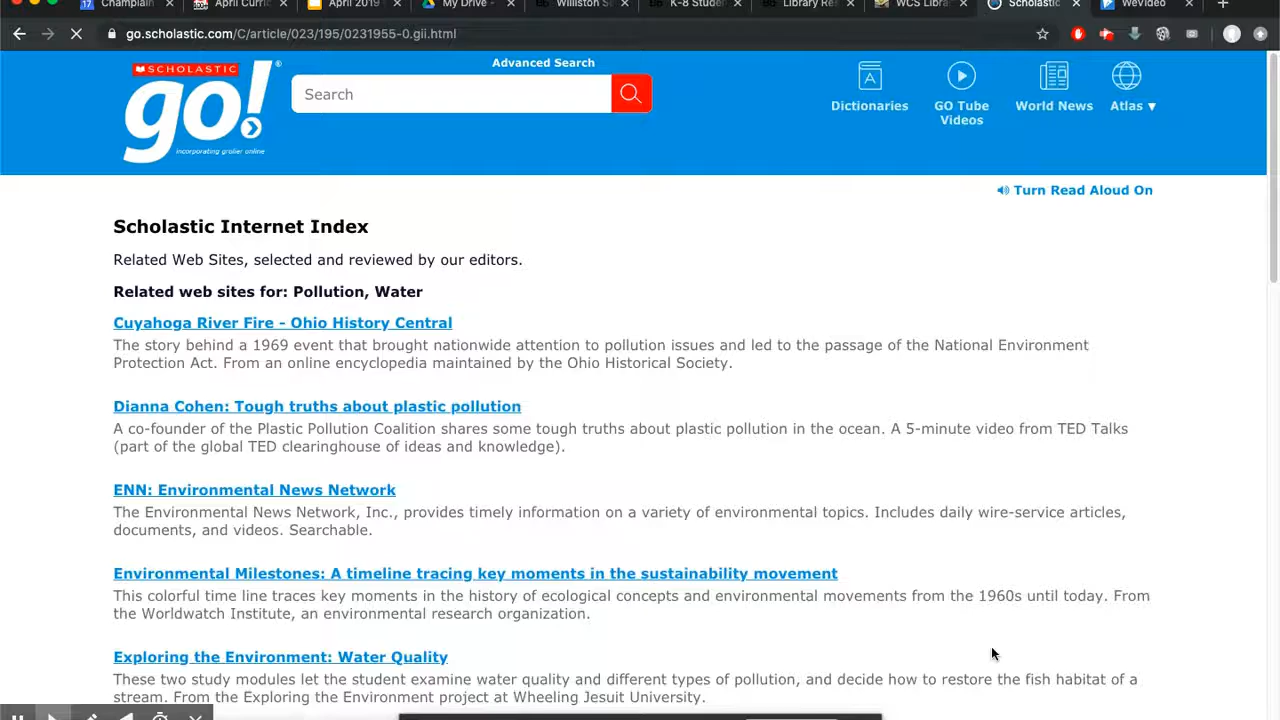 17 Champlain
April Curric
April 2019
My Drive -
Williston S
K-8 Studen
Library Res
WCS Libra
Scholastic
WeVideo
go.scholastic.com/C/article/023/195/0231955-0.gii.html
SCHOLASTIC
go!
incorporating grolier online
Advanced Search
Search
Dictionaries
GO Tube
Videos
World News
Atlas ▼
Turn Read Aloud On
Scholastic Internet Index
Related Web Sites, selected and reviewed by our editors.
Related web sites for: Pollution, Water
Cuyahoga River Fire - Ohio History Central
The story behind a 1969 event that brought nationwide attention to pollution issues and led to the passage of the National Environment
Protection Act. From an online encyclopedia maintained by the Ohio Historical Society.
Dianna Cohen: Tough truths about plastic pollution
A co-founder of the Plastic Pollution Coalition shares some tough truths about plastic pollution in the ocean. A 5-minute video from TED Talks
(part of the global TED clearinghouse of ideas and knowledge).
ENN: Environmental News Network
The Environmental News Network, Inc., provides timely information on a variety of environmental topics. Includes daily wire-service articles,
documents, and videos. Searchable.
Environmental Milestones: A timeline tracing key moments in the sustainability movement
This colorful time line traces key moments in the history of ecological concepts and environmental movements from the 1960s until today. From
the Worldwatch Institute, an environmental research organization.
Exploring the Environment: Water Quality
These two study modules let the student examine water quality and different types of pollution, and decide how to restore the fish habitat of a
stream. From the Exploring the Environment project at Wheeling Jesuit University.